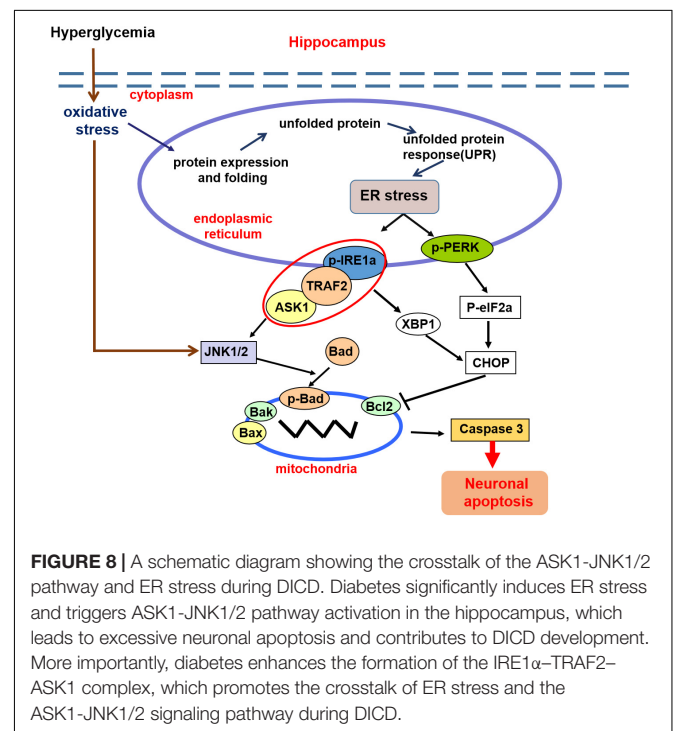 Hyperglycemia
Hippocampus
cytoplasm
oxidative
stress
unfolded protein
protein expression
and folding
unfolded protein
response(UPR)
ER stress
endoplasmic
reticulum
p-IRE1a
p-PERK
TRAF2
ASK1
XBP1
P-eIF2a
JNK1/2
Bad
CHOP
p-Bad
Bak
Bcl2
Bax
Caspase 3
mitochondria
Neuronal
apoptosis
FIGURE 8 | A schematic diagram showing the crosstalk of the ASK1-JNK1/2
pathway and ER stress during DICD. Diabetes significantly induces ER stress
and triggers ASK1-JNK1/2 pathway activation in the hippocampus, which
leads to excessive neuronal apoptosis and contributes to DICD development.
More importantly, diabetes enhances the formation of the IRE1α–TRAF2–
ASK1 complex, which promotes the crosstalk of ER stress and the
ASK1-JNK1/2 signaling pathway during DICD.